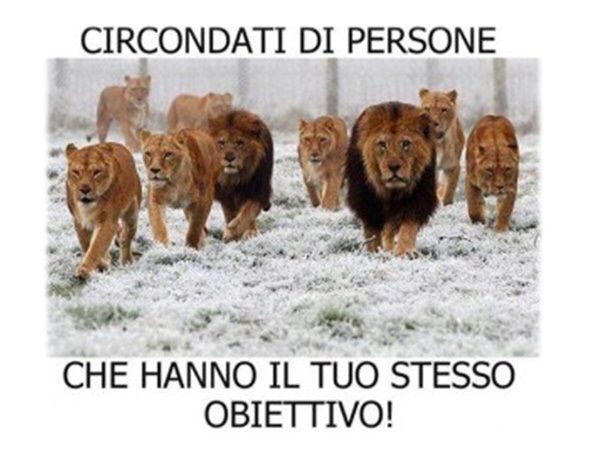 CIRCONDATI DI PERSONE
CHE HANNO IL TUO STESSO
OBIETTIVO!